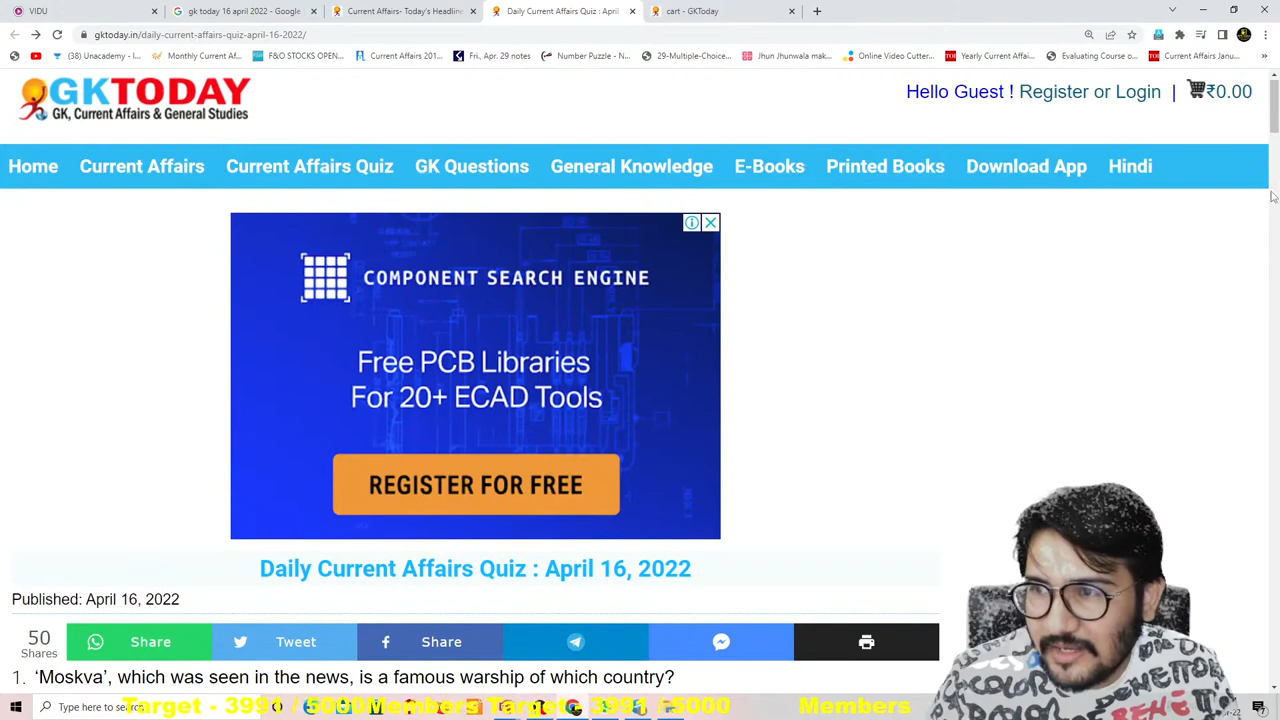 VIDU
gk today 16 april 2022 - Google
Current Affairs- Today's Headline
Daily Current Affairs Quiz : April
cart - GKToday
gktoday.in/daily-current-affairs-quiz-april-16-2022/
(38) Unacademy - I...
Monthly Current Af...
F&O STOCKS OPEN...
Current Affairs 201...
Fri., Apr. 29 notes
Number Puzzle - N...
29-Multiple-Choice...
Jhun Jhunwala mak...
Online Video Cutter...
Yearly Current Affai...
Evaluating Course o...
Current Affairs Janu...
GKTODAY
GK, Current Affairs & General Studies
Hello Guest ! Register or Login | ₹0.00
Home Current Affairs Current Affairs Quiz GK Questions General Knowledge E-Books Printed Books Download App Hindi
COMPONENT SEARCH ENGINE
Free PCB Libraries
For 20+ ECAD Tools
REGISTER FOR FREE
Daily Current Affairs Quiz : April 16, 2022
Published: April 16, 2022
50
Shares
Share
Tweet
Share
1. ‘Moskva’, which was seen in the news, is a famous warship of which country?
Type here to search
Target - 3991 / 5000Members Target - 3991 / 5000 Members